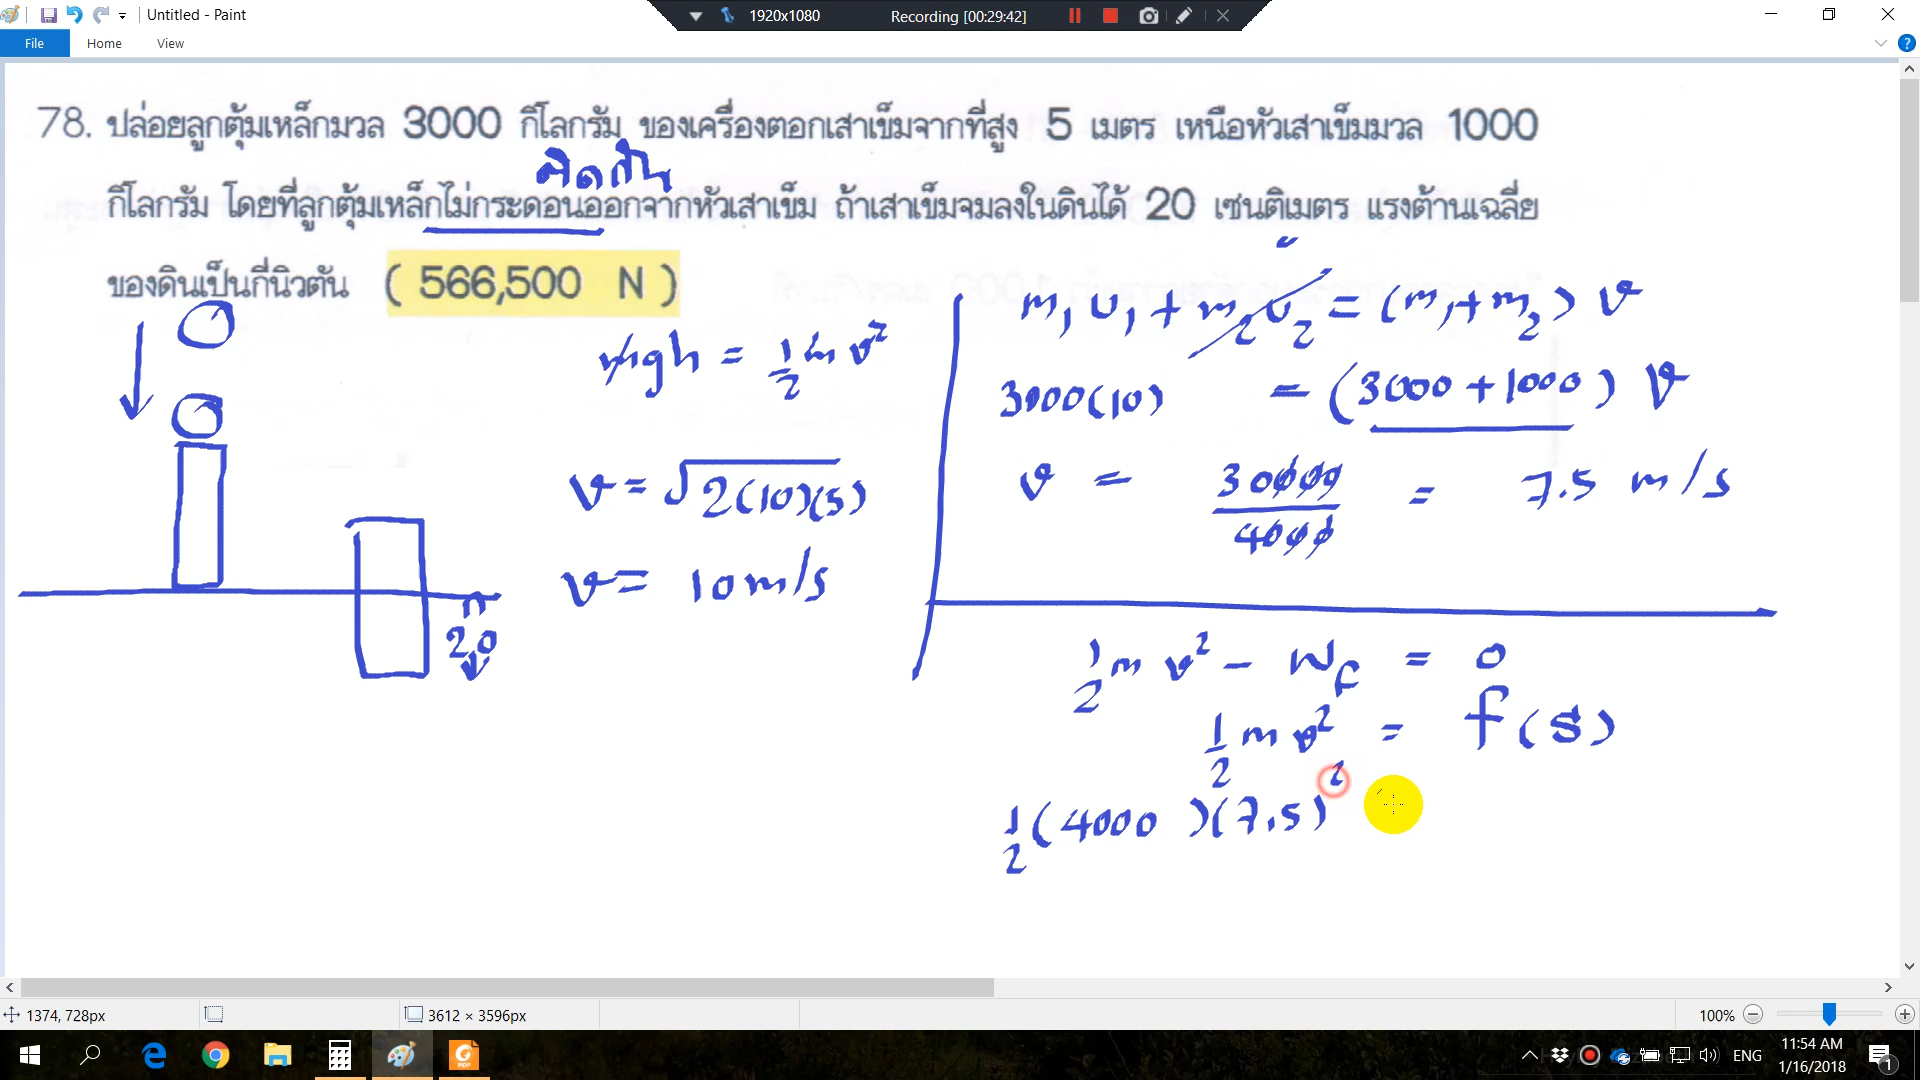 Untitled - Paint
1920x1080
Recording [00:29:42]
File Home View
78. ปล่อยลูกตุ้มเหล็กมวล 3000 กิโลกรัม ของเครื่องตอกเสาเข็มจากที่สูง 5 เมตร เหนือหัวเสาเข็มมวล 1000
ติดกัน
กิโลกรัม โดยที่ลูกตุ้มเหล็กไม่กระดอนออกจากหัวเสาเข็ม ถ้าเสาเข็มจมลงในดินได้ 20 เซนติเมตร แรงต้านเฉลี่ย
ของดินเป็นกี่นิวตัน ( 566,500 N )
mgh = 1/2 m v²
v = √2(10)(5)
v = 10 m/s
20
0
m₁u₁ + m₂u₂ = (m₁+m₂) v
3000(10) = (3000+1000) v
v = 30000/4000 = 7.5 m/s
1/2 m v² - W_f = 0
1/2 m v² = f(s)
1/2 (4000)(7.5)²
1374, 728px
3612 × 3596px
100%
ENG
11:54 AM
1/16/2018
1